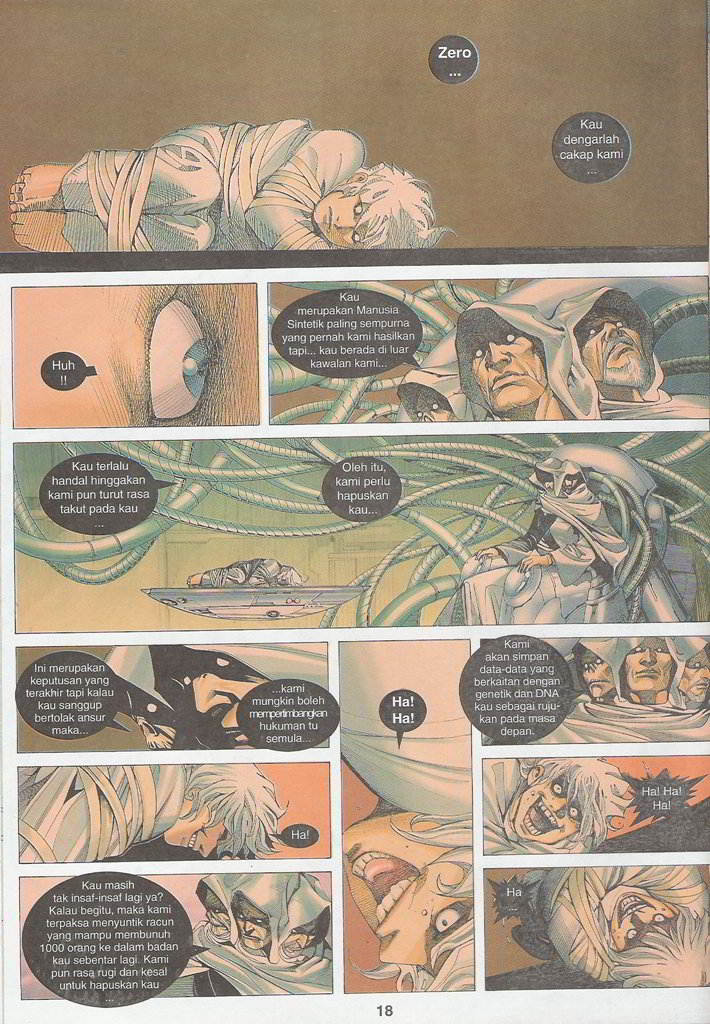 Zero
...
Kau
dengarlah
cakap kami
...
Huh
!!
Kau
merupakan Manusia
Sintetik paling sempurna
yang pernah kami hasilkan
tapi... kau berada di luar
kawalan kami...
Kau terlalu
handal hinggakan
kami pun turut rasa
takut pada kau
...
Oleh itu,
kami perlu
hapuskan
kau...
Ini merupakan
keputusan yang
terakhir tapi kalau
kau sanggup
bertolak ansur
maka...
...kami
mungkin boleh
mempertimbangkan
hukuman tu
semula...
Ha!
Ha!
Kami
akan simpan
data-data yang
berkaitan dengan
genetik dan DNA
kau sebagai ruju-
kan pada masa
depan.
Ha!
Ha! Ha!
Ha!
Kau masih
tak insaf-insaf lagi ya?
Kalau begitu, maka kami
terpaksa menyuntik racun
yang mampu membunuh
1000 orang ke dalam badan
kau sebentar lagi. Kami
pun rasa rugi dan kesal
untuk hapuskan kau
...
Ha
...
18